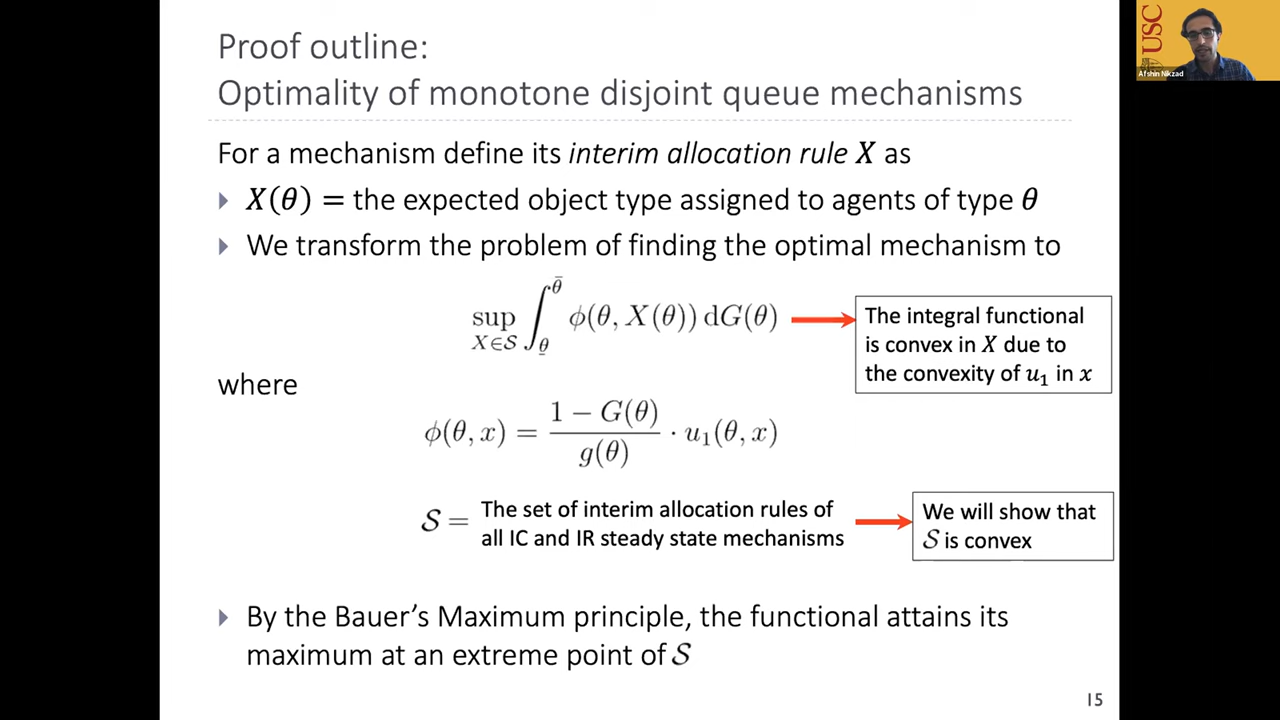 Proof outline:
Optimality of monotone disjoint queue mechanisms
For a mechanism define its interim allocation rule X as
X(θ) = the expected object type assigned to agents of type θ
We transform the problem of finding the optimal mechanism to
sup_{X∈𝒮} ∫_{\underline{θ}}^{\bar{θ}} ϕ(θ, X(θ)) dG(θ)
The integral functional
is convex in X due to
the convexity of u₁ in x
where
ϕ(θ, x) = \frac{1 − G(θ)}{g(θ)} · u₁(θ, x)
𝒮 = The set of interim allocation rules of
all IC and IR steady state mechanisms
We will show that
𝒮 is convex
By the Bauer's Maximum principle, the functional attains its
maximum at an extreme point of 𝒮
15
USC
Afshin Nikzad